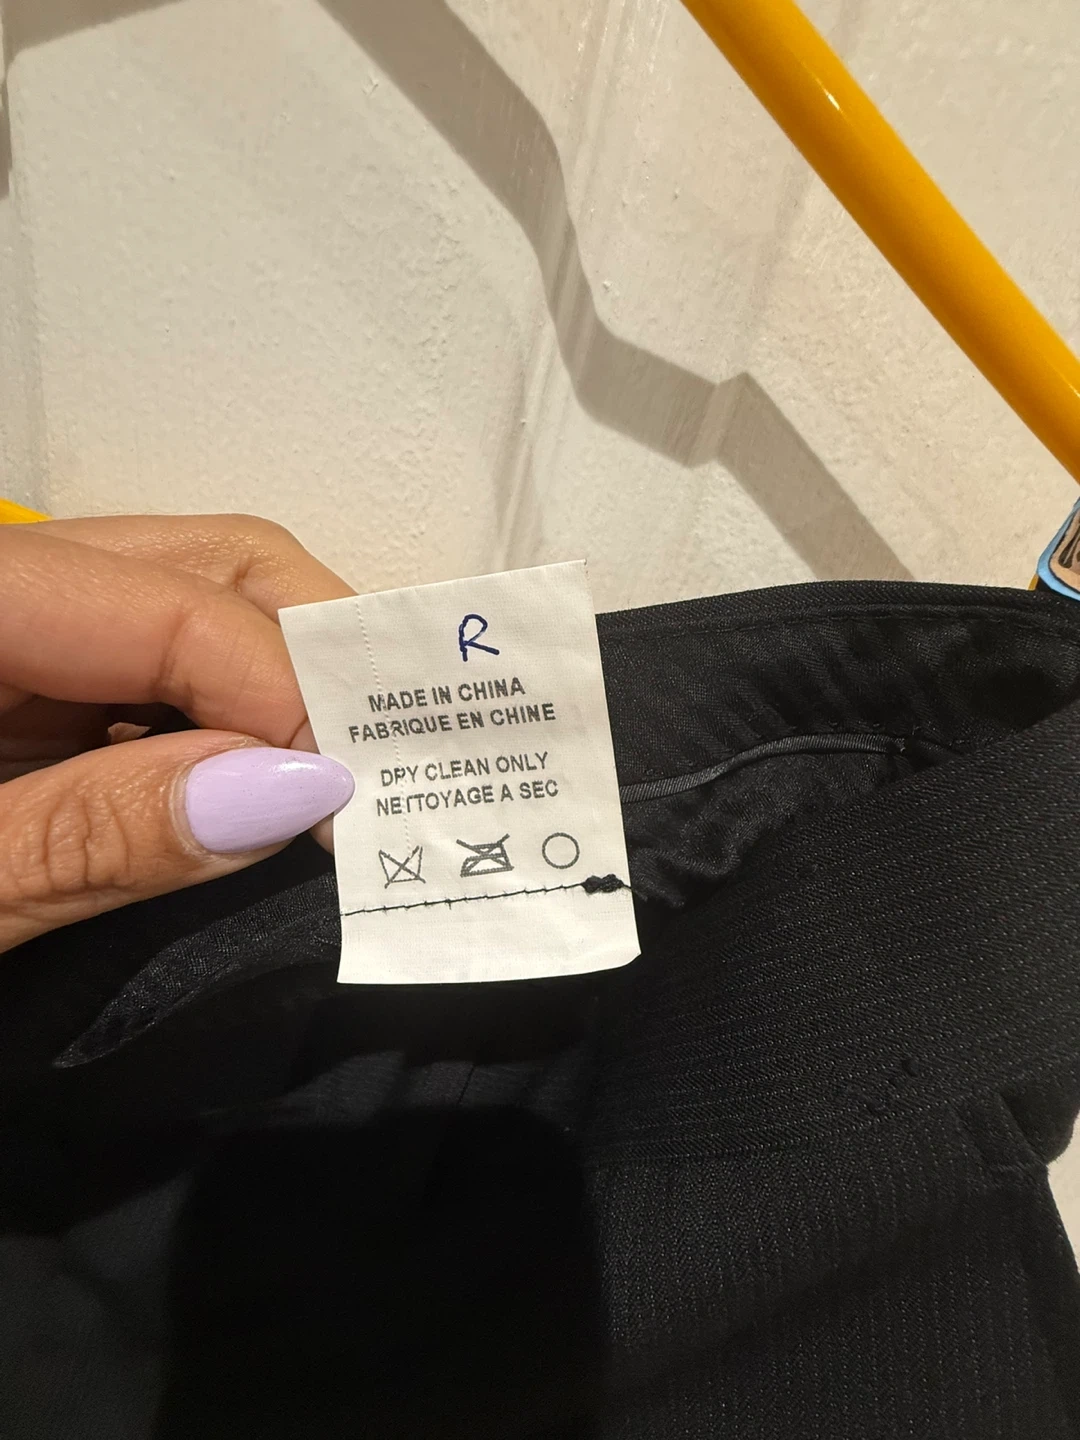 R
MADE IN CHINA
FABRIQUE EN CHINE
DRY CLEAN ONLY
NETTOYAGE A SEC